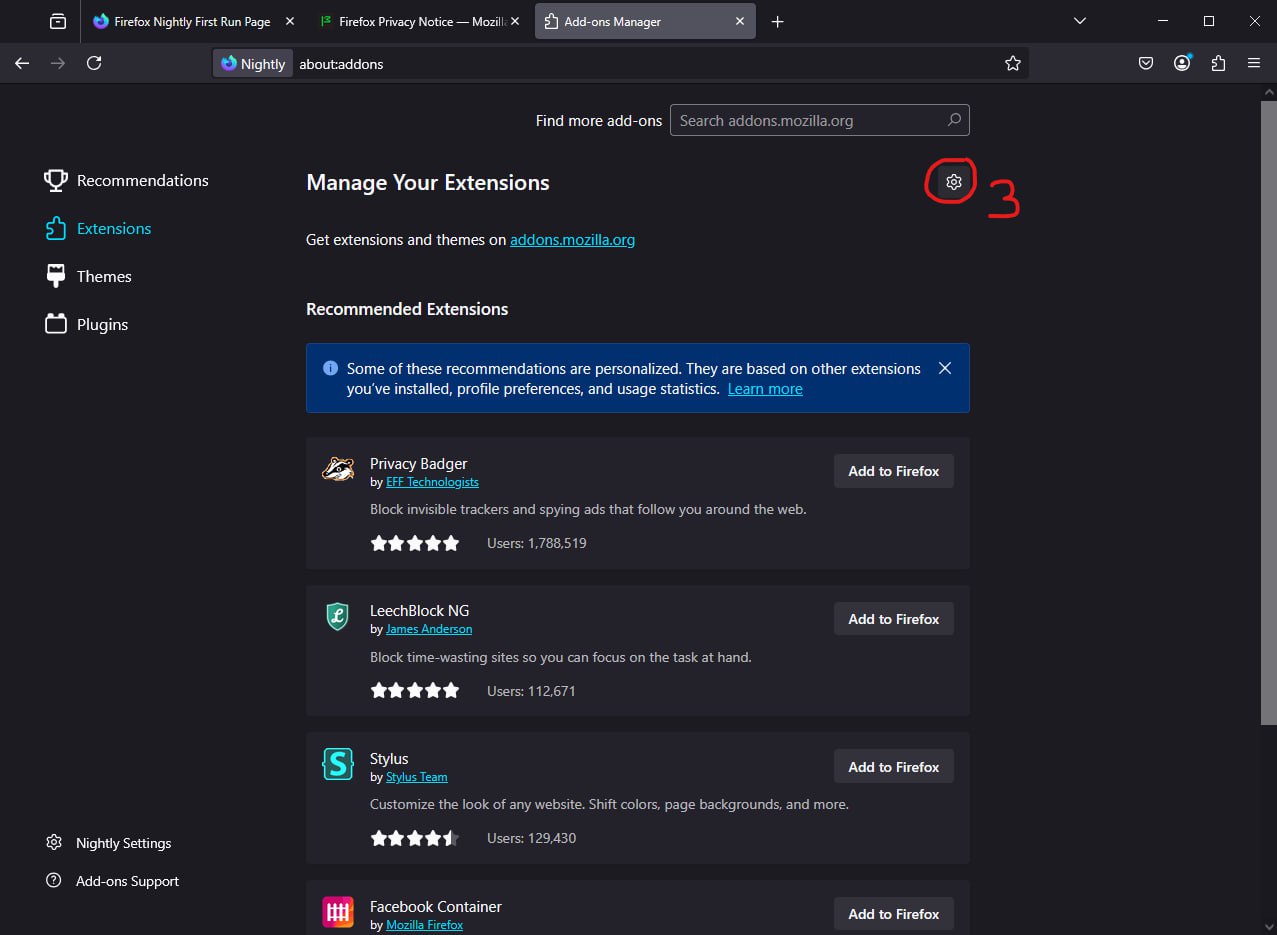 Firefox Nightly First Run Page
Firefox Privacy Notice — Mozill
Add-ons Manager
Nightly
about:addons
Find more add-ons
Search addons.mozilla.org
Recommendations
Extensions
Themes
Plugins
Manage Your Extensions
3
Get extensions and themes on addons.mozilla.org
Recommended Extensions
Some of these recommendations are personalized. They are based on other extensions
you’ve installed, profile preferences, and usage statistics. Learn more
Privacy Badger
by EFF Technologists
Add to Firefox
Block invisible trackers and spying ads that follow you around the web.
Users: 1,788,519
LeechBlock NG
by James Anderson
Add to Firefox
Block time-wasting sites so you can focus on the task at hand.
Users: 112,671
Stylus
by Stylus Team
Add to Firefox
Customize the look of any website. Shift colors, page backgrounds, and more.
Users: 129,430
Facebook Container
by Mozilla Firefox
Add to Firefox
Nightly Settings
Add-ons Support